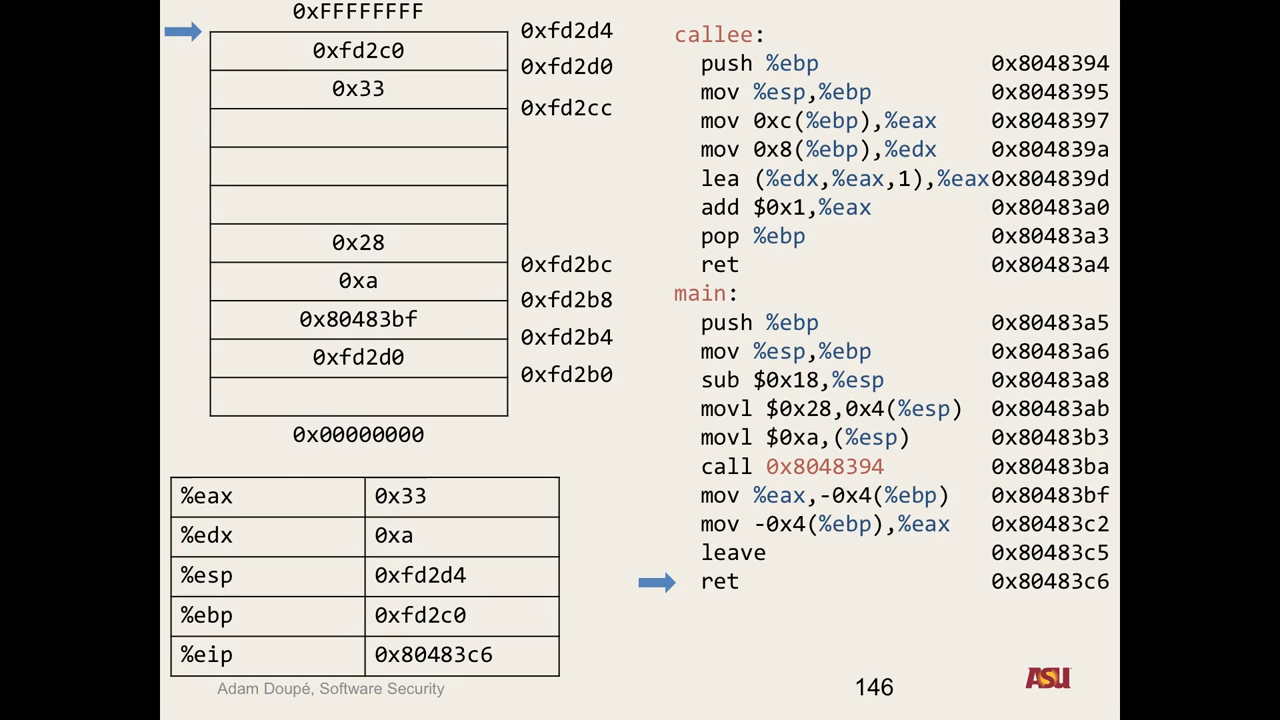 0xFFFFFFFF
0xfd2d4
0xfd2c0
0xfd2d0
0x33
0xfd2cc
0x28
0xfd2bc
0xa
0xfd2b8
0x80483bf
0xfd2b4
0xfd2d0
0xfd2b0
0x00000000
%eax 0x33
%edx 0xa
%esp 0xfd2d4
%ebp 0xfd2c0
%eip 0x80483c6
callee:
push %ebp 0x8048394
mov %esp,%ebp 0x8048395
mov 0xc(%ebp),%eax 0x8048397
mov 0x8(%ebp),%edx 0x804839a
lea (%edx,%eax,1),%eax 0x804839d
add $0x1,%eax 0x80483a0
pop %ebp 0x80483a3
ret 0x80483a4
main:
push %ebp 0x80483a5
mov %esp,%ebp 0x80483a6
sub $0x18,%esp 0x80483a8
movl $0x28,0x4(%esp) 0x80483ab
movl $0xa,(%esp) 0x80483b3
call 0x8048394 0x80483ba
mov %eax,-0x4(%ebp) 0x80483bf
mov -0x4(%ebp),%eax 0x80483c2
leave 0x80483c5
ret 0x80483c6
Adam Doupé, Software Security
146
ASU